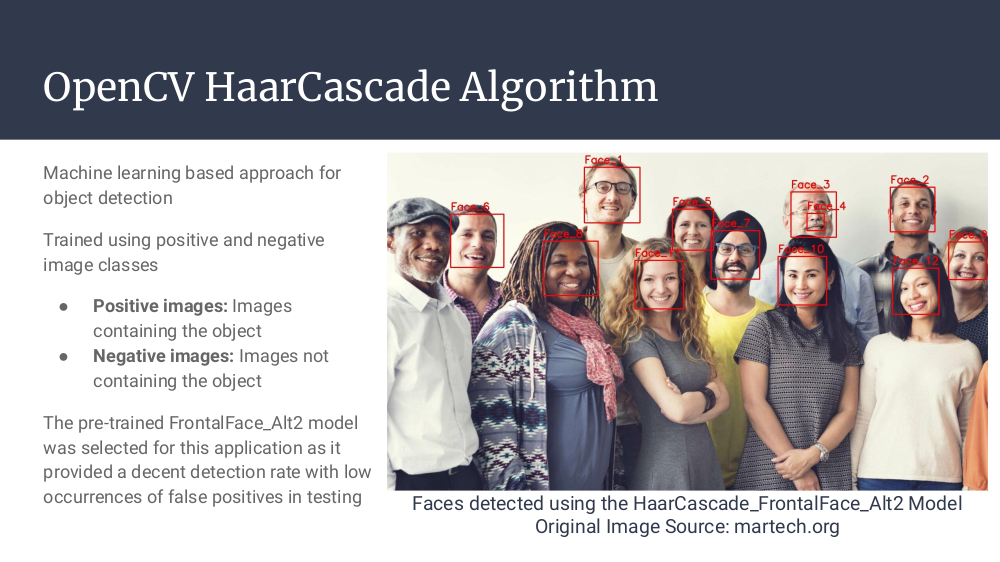 OpenCV HaarCascade Algorithm
Machine learning based approach for
object detection
Trained using positive and negative
image classes
● Positive images: Images
containing the object
● Negative images: Images not
containing the object
The pre-trained FrontalFace_Alt2 model
was selected for this application as it
provided a decent detection rate with low
occurrences of false positives in testing
Face_1
Face_2
Face_3
Face_4
Face_5
Face_6
Face_7
Face_8
Face_10
Face_12
Faces detected using the HaarCascade_FrontalFace_Alt2 Model
Original Image Source: martech.org